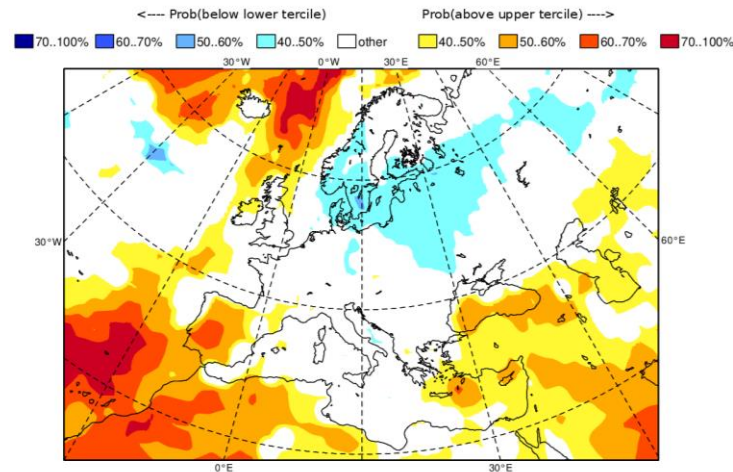 <---- Prob(below lower tercile) Prob(above upper tercile) ---->
70..100% 60..70% 50..60% 40..50% other 40..50% 50..60% 60..70% 70..100%
30°W 0°W 30°E 60°E
30°W 60°E
0°E 30°E